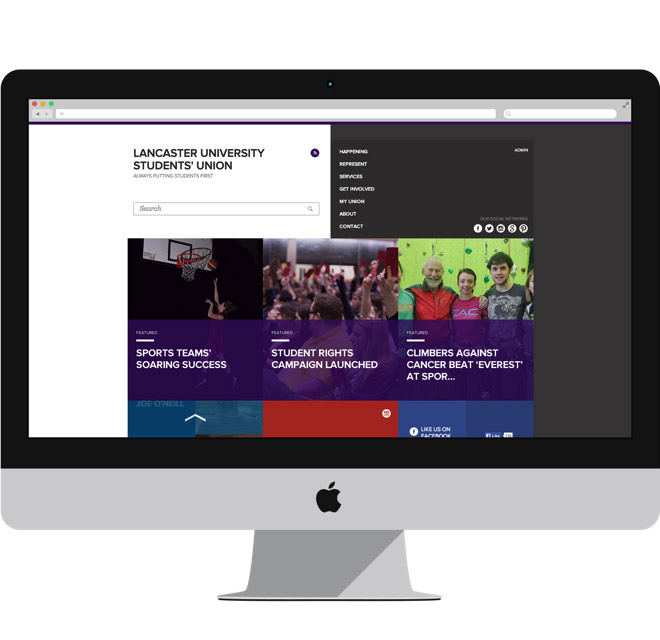 LANCASTER UNIVERSITY
STUDENTS' UNION
ALWAYS PUTTING STUDENTS FIRST
Search
HAPPENING
REPRESENT
SERVICES
GET INVOLVED
MY UNION
ABOUT
CONTACT
ADMIN
OUR SOCIAL NETWORKS
FEATURED
SPORTS TEAMS'
SOARING SUCCESS
FEATURED
STUDENT RIGHTS
CAMPAIGN LAUNCHED
FEATURED
CLIMBERS AGAINST
CANCER BEAT ‘EVEREST’
AT SPOR...
CAC
JOE O'NEILL
LIKE US ON
FACEBOOK
Like